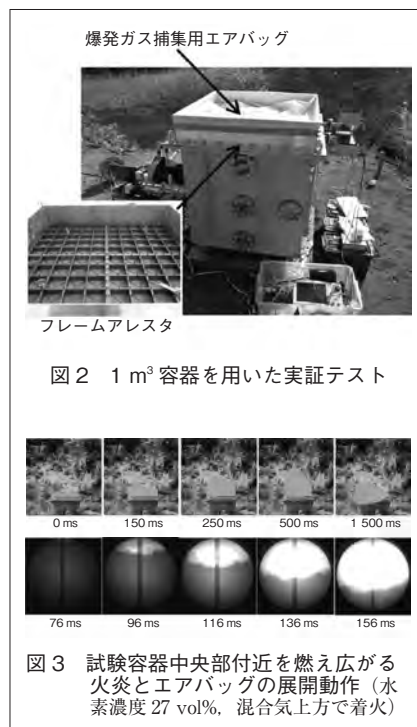 爆発ガス捕集用エアバッグ
フレームアレスタ
図2 1 m³ 容器を用いた実証テスト
0 ms 150 ms 250 ms 500 ms 1 500 ms
76 ms 96 ms 116 ms 136 ms 156 ms
図3 試験容器中央部付近を燃え広がる
火炎とエアバッグの展開動作（水
素濃度 27 vol%，混合気上方で着火）